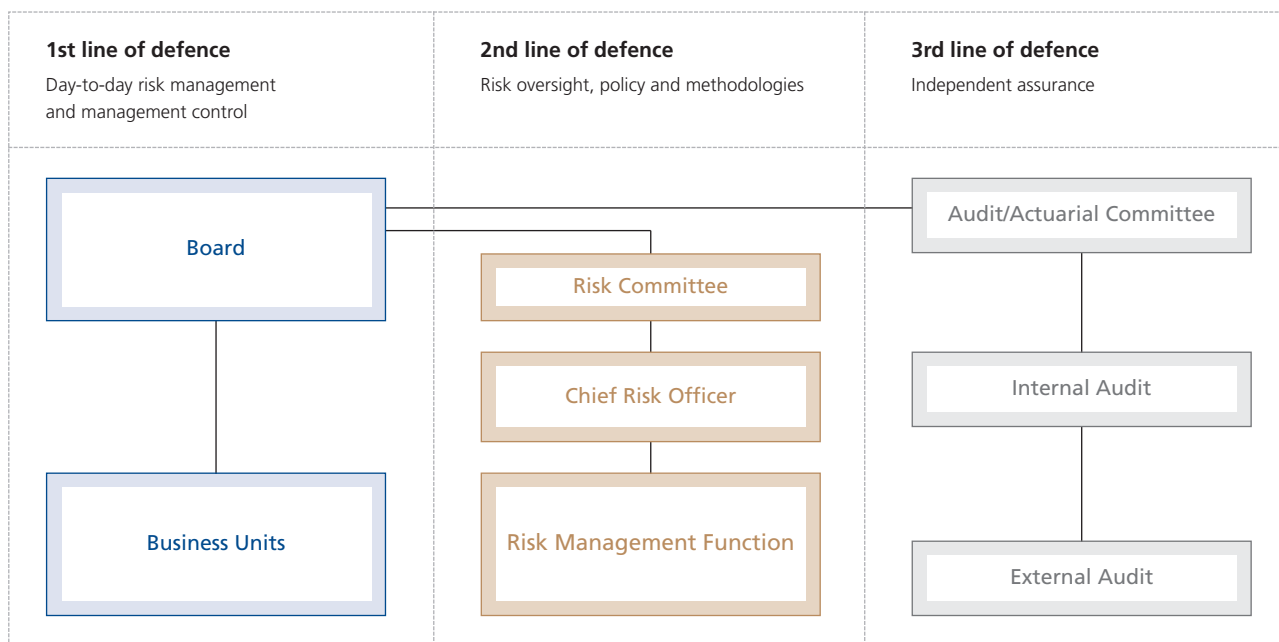 1st line of defence
Day-to-day risk management
and management control
2nd line of defence
Risk oversight, policy and methodologies
3rd line of defence
Independent assurance
Board
Business Units
Risk Committee
Chief Risk Officer
Risk Management Function
Audit/Actuarial Committee
Internal Audit
External Audit